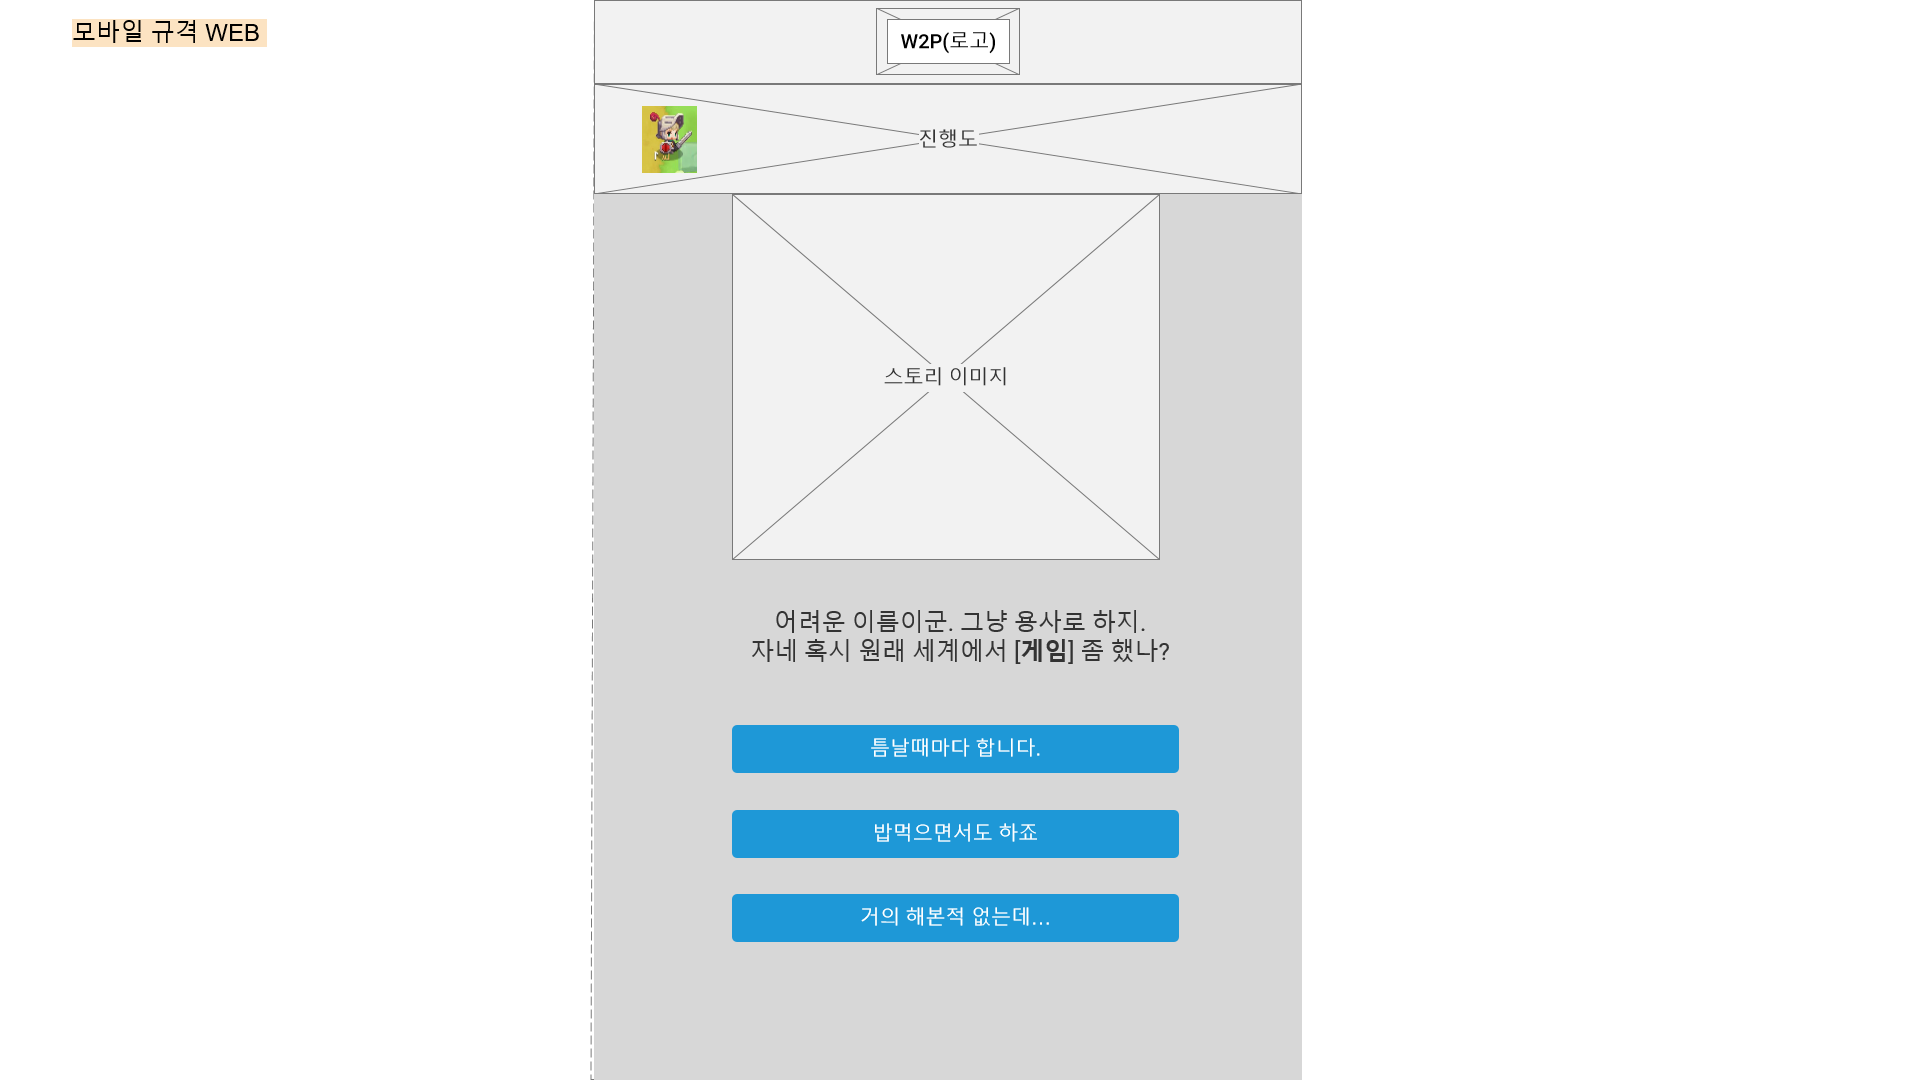 모바일 규격 WEB
W2P(로고)
진행도
스토리 이미지
어려운 이름이군. 그냥 용사로 하지.
자네 혹시 원래 세계에서 [게임] 좀 했나?
틈날때마다 합니다.
밥먹으면서도 하죠
거의 해본적 없는데...